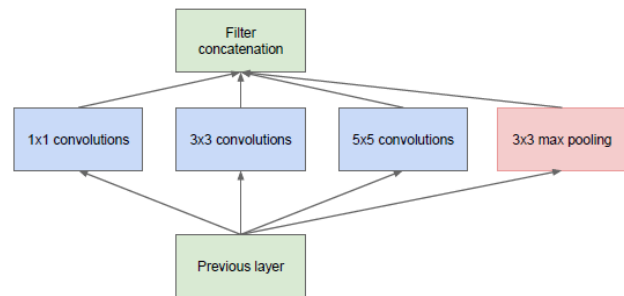 Filter
concatenation
1x1 convolutions
3x3 convolutions
5x5 convolutions
3x3 max pooling
Previous layer